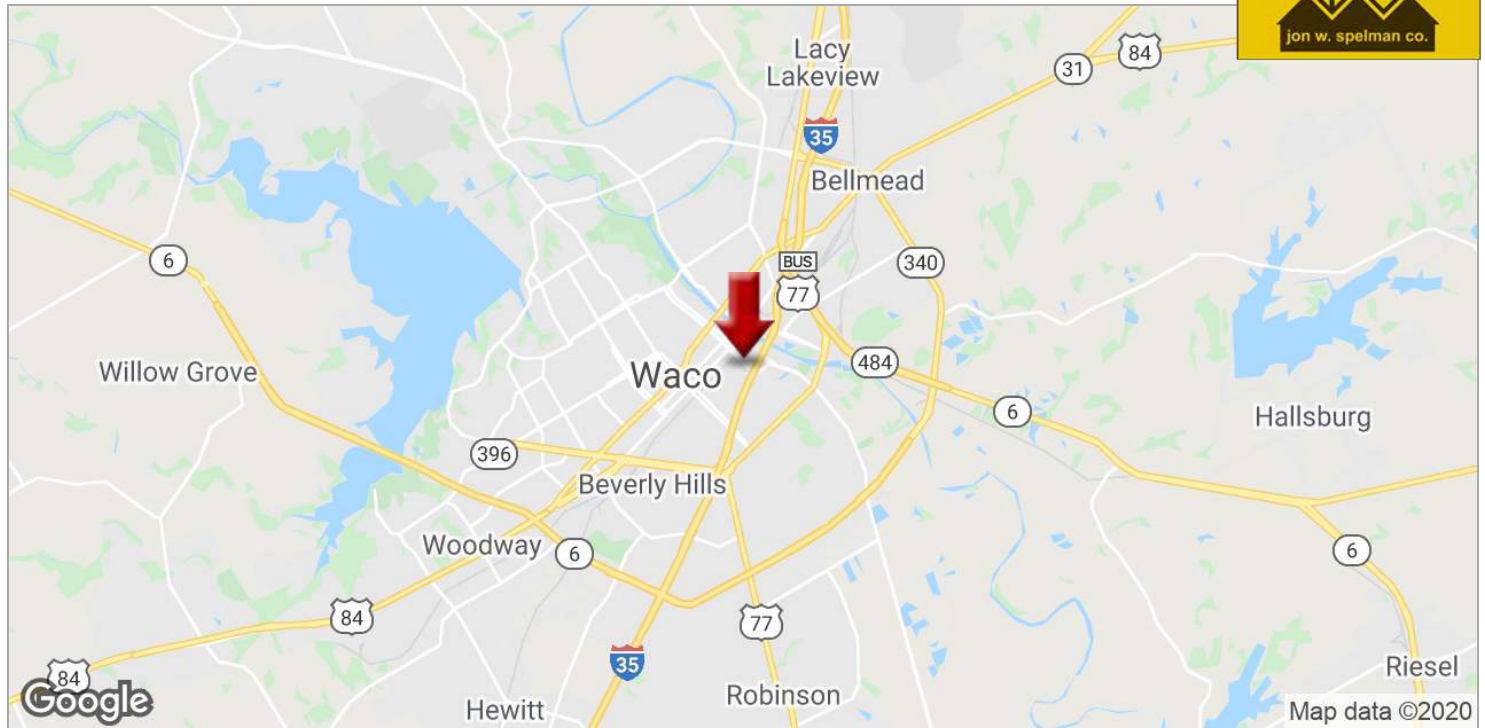 jon w. spelman co.
Lacy
Lakeview
84
31
35
Bellmead
6
BUS
77
340
Willow Grove
Waco
484
6
Hallsburg
396
Beverly Hills
Woodway
6
6
84
77
35
84
Riesel
Robinson
Hewitt
Google
Map data ©2020